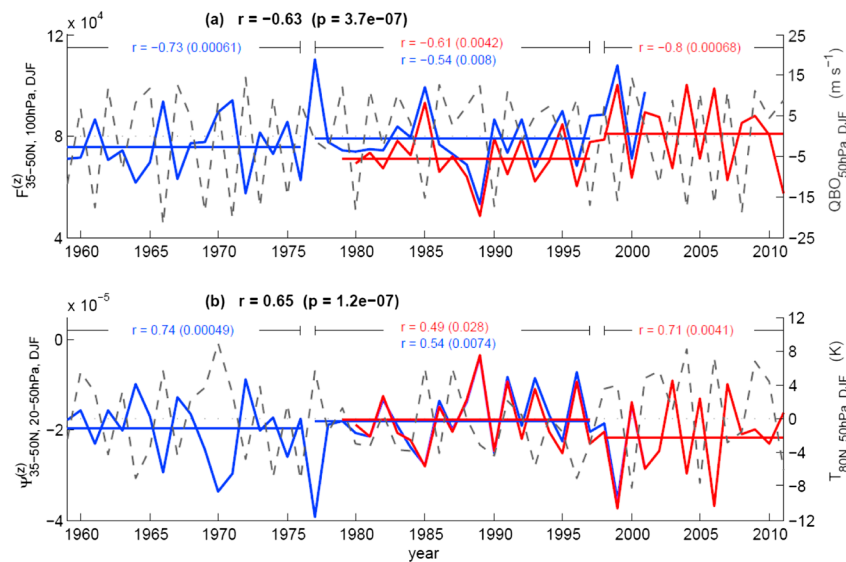 x 10⁴ (a) r = −0.63 (p = 3.7e−07)
12 25
r = −0.73 (0.00061) r = −0.61 (0.0042) r = −0.8 (0.00068)
r = −0.54 (0.008)
15
10
5
8
−5
6
−15
4 −25
1960 1965 1970 1975 1980 1985 1990 1995 2000 2005 2010
F(z) 35−50N, 100hPa, DJF
QBO 50hPa, DJF (m s⁻¹)
x 10⁻⁵ (b) r = 0.65 (p = 1.2e−07)
12
r = 0.74 (0.00049) r = 0.49 (0.028) r = 0.71 (0.0041)
r = 0.54 (0.0074)
0
8
4
0
−2
−4
−8
−4 −12
1960 1965 1970 1975 1980 1985 1990 1995 2000 2005 2010
year
Ψ(z) 35−50N, 20−50hPa, DJF
T 80N, 50hPa, DJF (K)